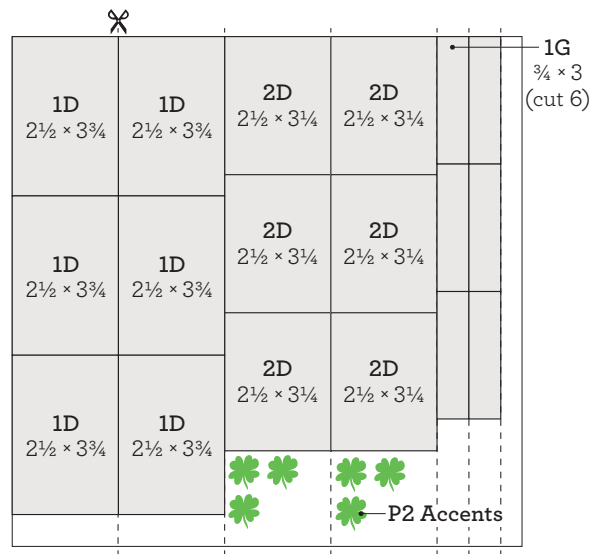 1D
2½ × 3¾
1D
2½ × 3¾
2D
2½ × 3¼
2D
2½ × 3¼
1G
¾ × 3
(cut 6)
1D
2½ × 3¾
1D
2½ × 3¾
2D
2½ × 3¼
2D
2½ × 3¼
1D
2½ × 3¾
1D
2½ × 3¾
2D
2½ × 3¼
2D
2½ × 3¼
P2 Accents